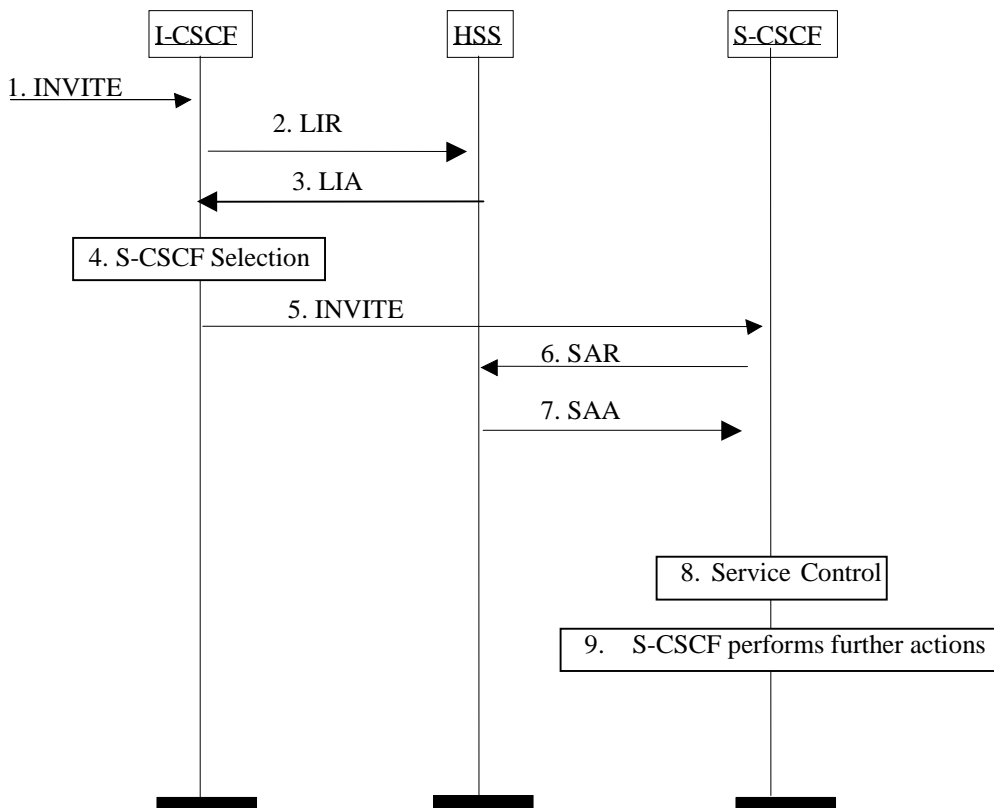 I-CSCF
HSS
S-CSCF
1. INVITE
2. LIR
3. LIA
4. S-CSCF Selection
5. INVITE
6. SAR
7. SAA
8. Service Control
9. S-CSCF performs further actions